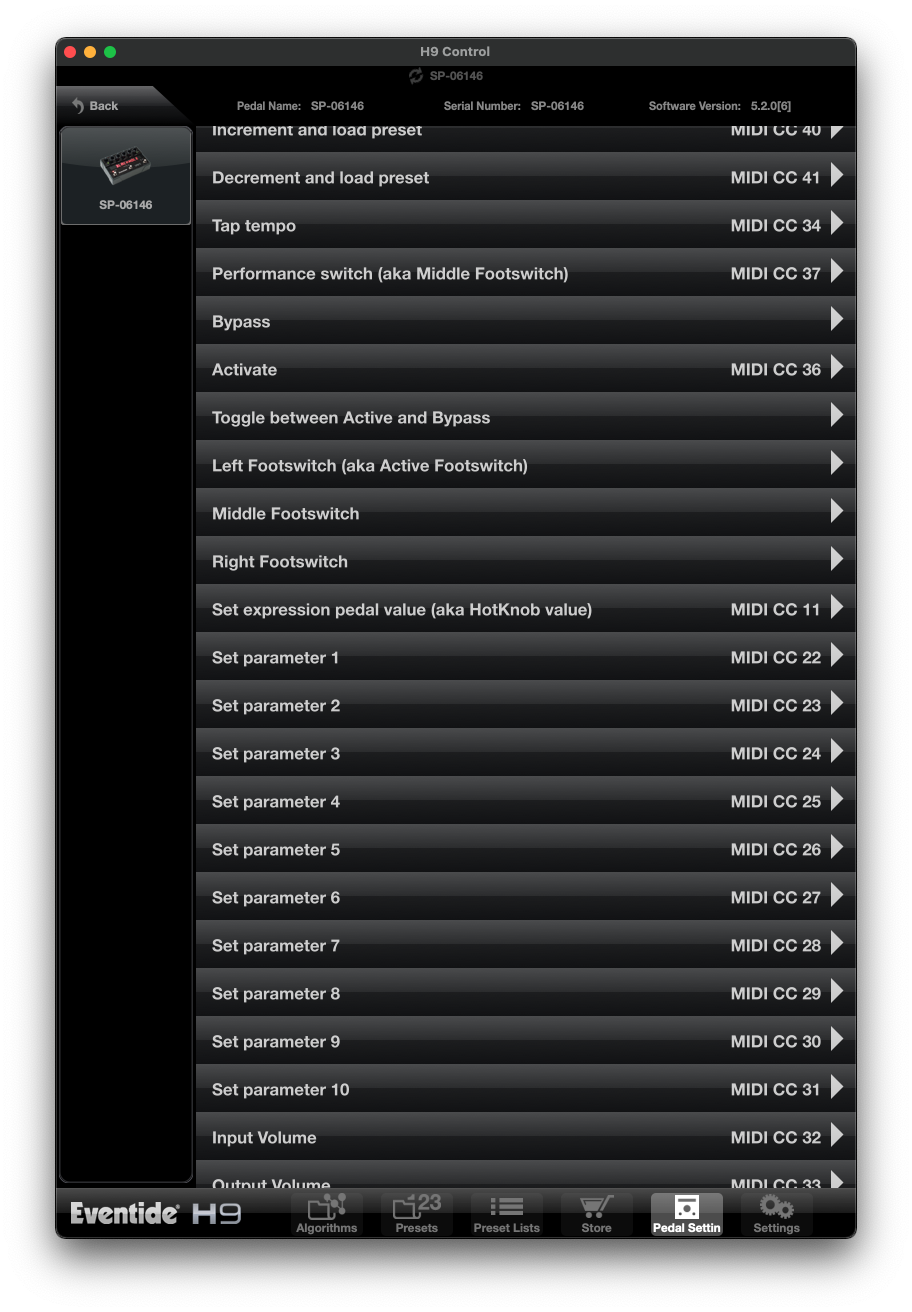 H9 Control
SP-06146
Back
Pedal Name: SP-06146 Serial Number: SP-06146 Software Version: 5.2.0[6]
SP-06146
Increment and load preset MIDI CC 40
Decrement and load preset MIDI CC 41
Tap tempo MIDI CC 34
Performance switch (aka Middle Footswitch) MIDI CC 37
Bypass
Activate MIDI CC 36
Toggle between Active and Bypass
Left Footswitch (aka Active Footswitch)
Middle Footswitch
Right Footswitch
Set expression pedal value (aka HotKnob value) MIDI CC 11
Set parameter 1 MIDI CC 22
Set parameter 2 MIDI CC 23
Set parameter 3 MIDI CC 24
Set parameter 4 MIDI CC 25
Set parameter 5 MIDI CC 26
Set parameter 6 MIDI CC 27
Set parameter 7 MIDI CC 28
Set parameter 8 MIDI CC 29
Set parameter 9 MIDI CC 30
Set parameter 10 MIDI CC 31
Input Volume MIDI CC 32
Output Volume MIDI CC 33
Eventide H9
123
Algorithms Presets Preset Lists Store Pedal Settin Settings